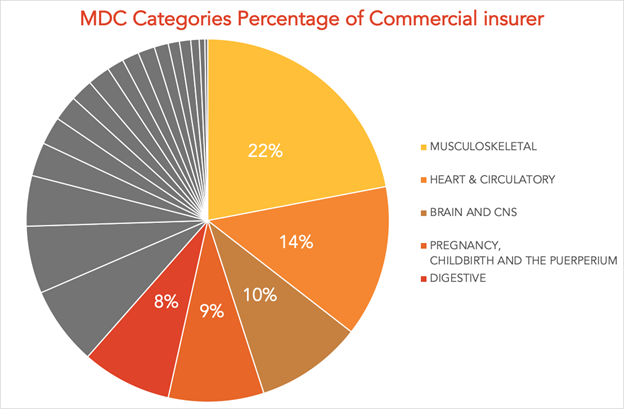 MDC Categories Percentage of Commercial insurer
22%
14%
10%
9%
8%
MUSCULOSKELETAL
HEART & CIRCULATORY
BRAIN AND CNS
PREGNANCY,
CHILDBIRTH AND THE PUERPERIUM
DIGESTIVE